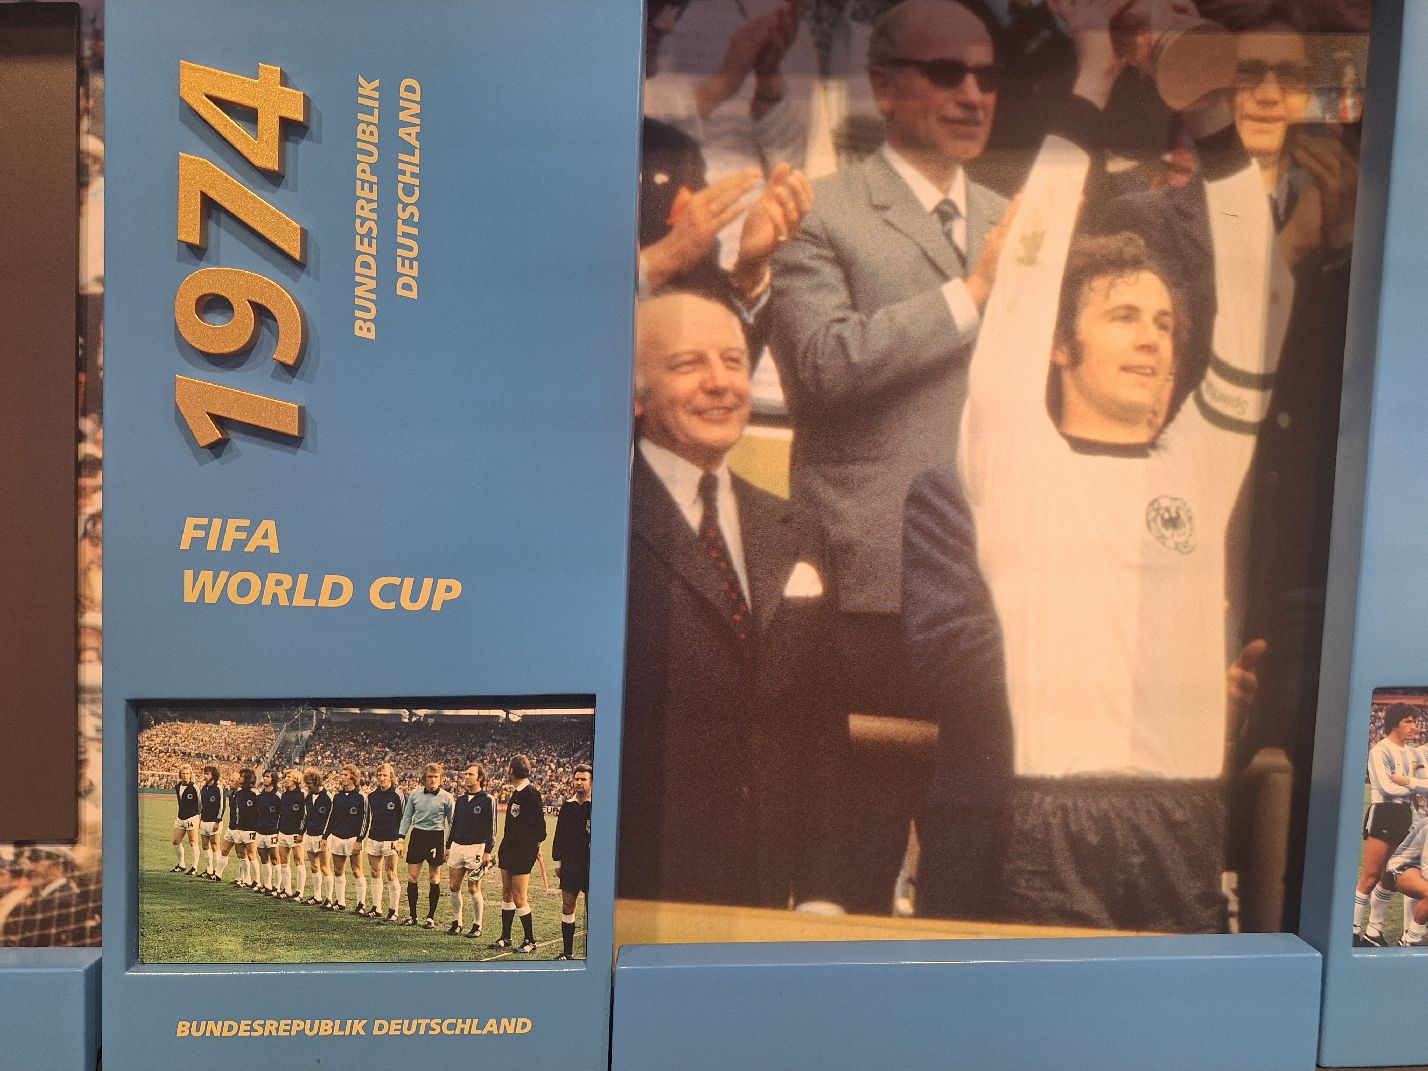 1974
BUNDESREPUBLIK
DEUTSCHLAND
FIFA
WORLD CUP
BUNDESREPUBLIK DEUTSCHLAND